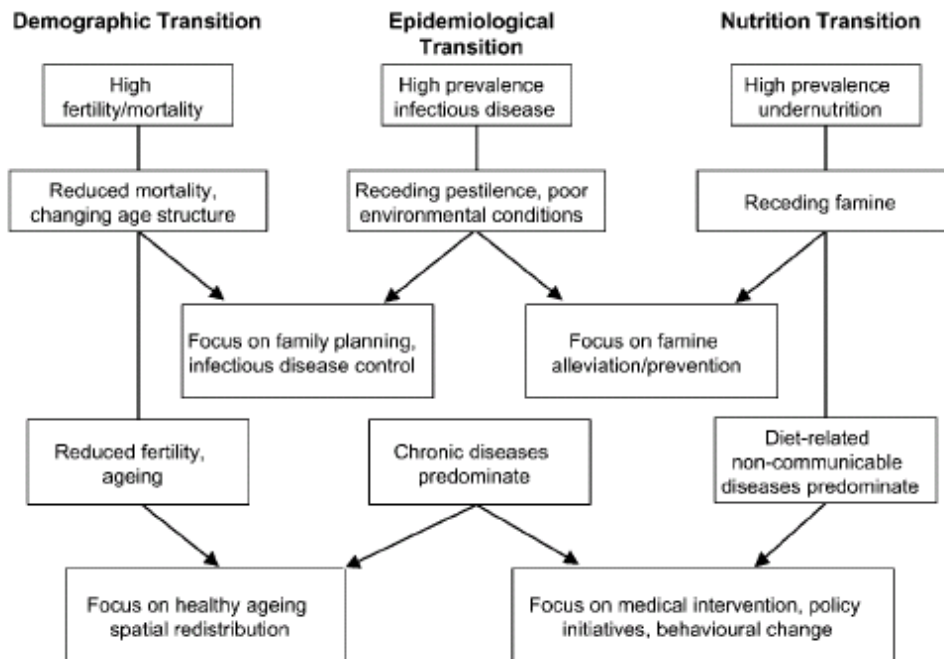 Demographic Transition
Epidemiological
Transition
Nutrition Transition
High
fertility/mortality
High prevalence
infectious disease
High prevalence
undernutrition
Reduced mortality,
changing age structure
Receding pestilence, poor
environmental conditions
Receding famine
Focus on family planning,
infectious disease control
Focus on famine
alleviation/prevention
Reduced fertility,
ageing
Chronic diseases
predominate
Diet-related
non-communicable
diseases predominate
Focus on healthy ageing
spatial redistribution
Focus on medical intervention, policy
initiatives, behavioural change